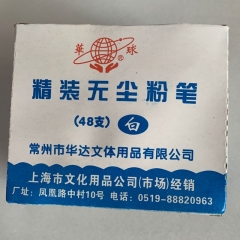 華 球
精装无尘粉笔
(48支) 白
常州市华达文体用品有限公司
上海市文化用品公司(市场)经销
厂址:凤凰路中村10号 电话:0519-88820963